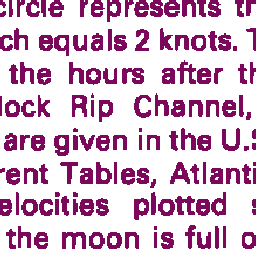 circle represents th
ch equals 2 knots. T
the hours after th
lock Rip Channel,
are given in the U.S
rent Tables, Atlanti
elocities plotted s
the moon is full o